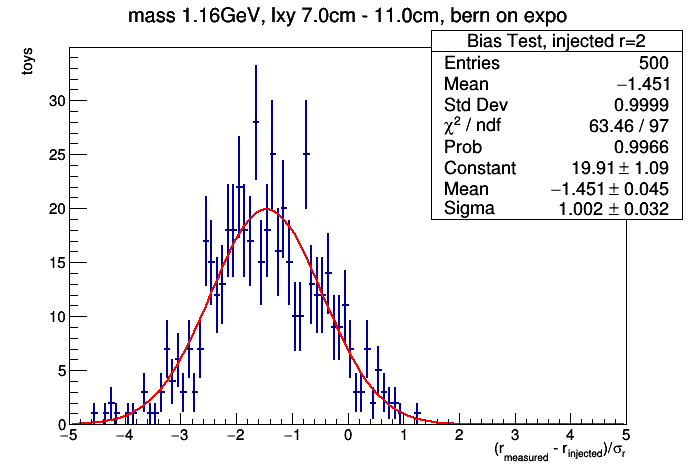 mass 1.16GeV, lxy 7.0cm - 11.0cm, bern on expo
toys
Bias Test, injected r=2
Entries 500
Mean −1.451
Std Dev 0.9999
χ² / ndf 63.46 / 97
Prob 0.9966
Constant 19.91 ± 1.09
Mean −1.451 ± 0.045
Sigma 1.002 ± 0.032
30
25
20
15
10
5
0
−5 −4 −3 −2 −1 0 1 2 3 4 5
(r_measured - r_injected)/σ_r